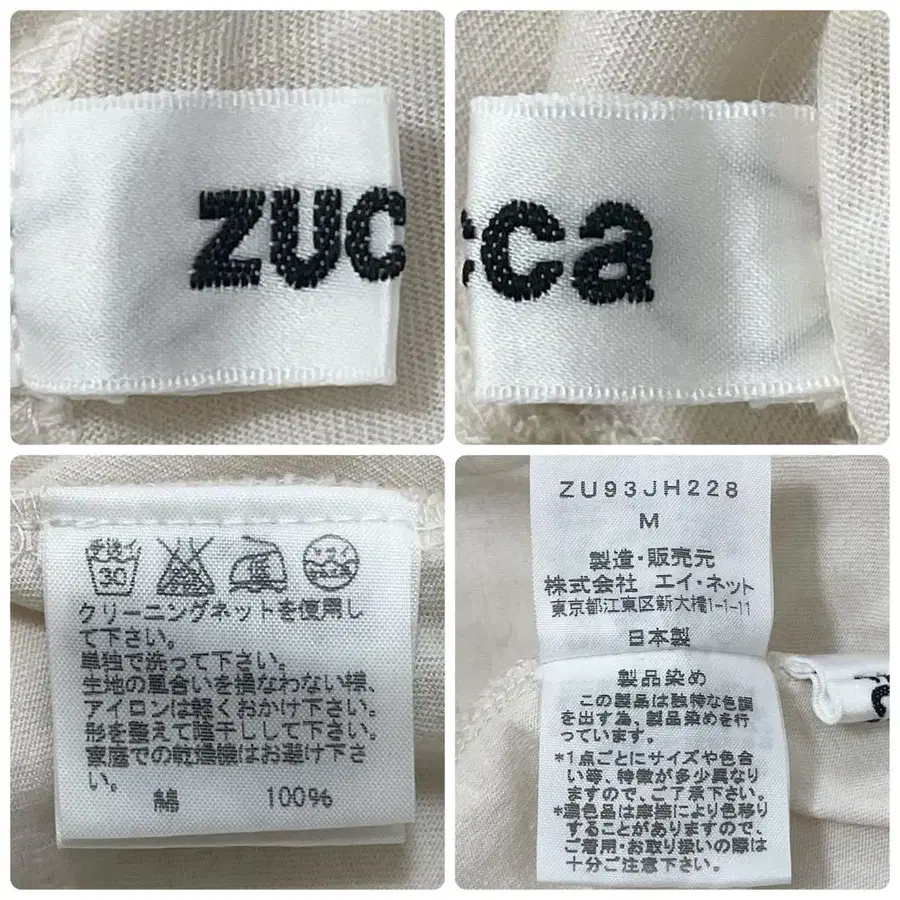 ZUC
cca
手洗イ
30
クリーニングネットを使用し
て下さい。
単独で洗って下さい。
生地の風合いを損なわない様、
アイロンは軽くおかけ下さい。
形を整えて陰干しして下さい。
家庭での乾燥機はお避け下さい。
綿 100%
ZU93JH228
M
製造・販売元
株式会社 エイ・ネット
東京都江東区新大橋1-1-11
日本製
製品染め
この製品は独特な色調
を出す為、製品染めを行
っています。
*1点ごとにサイズや色合
い等、特徴が多少異なり
ますので、ご了承下さい。
*濃色品は摩擦により色移り
することがありますので、
ご着用・お取り扱いの際は
十分ご注意下さい。